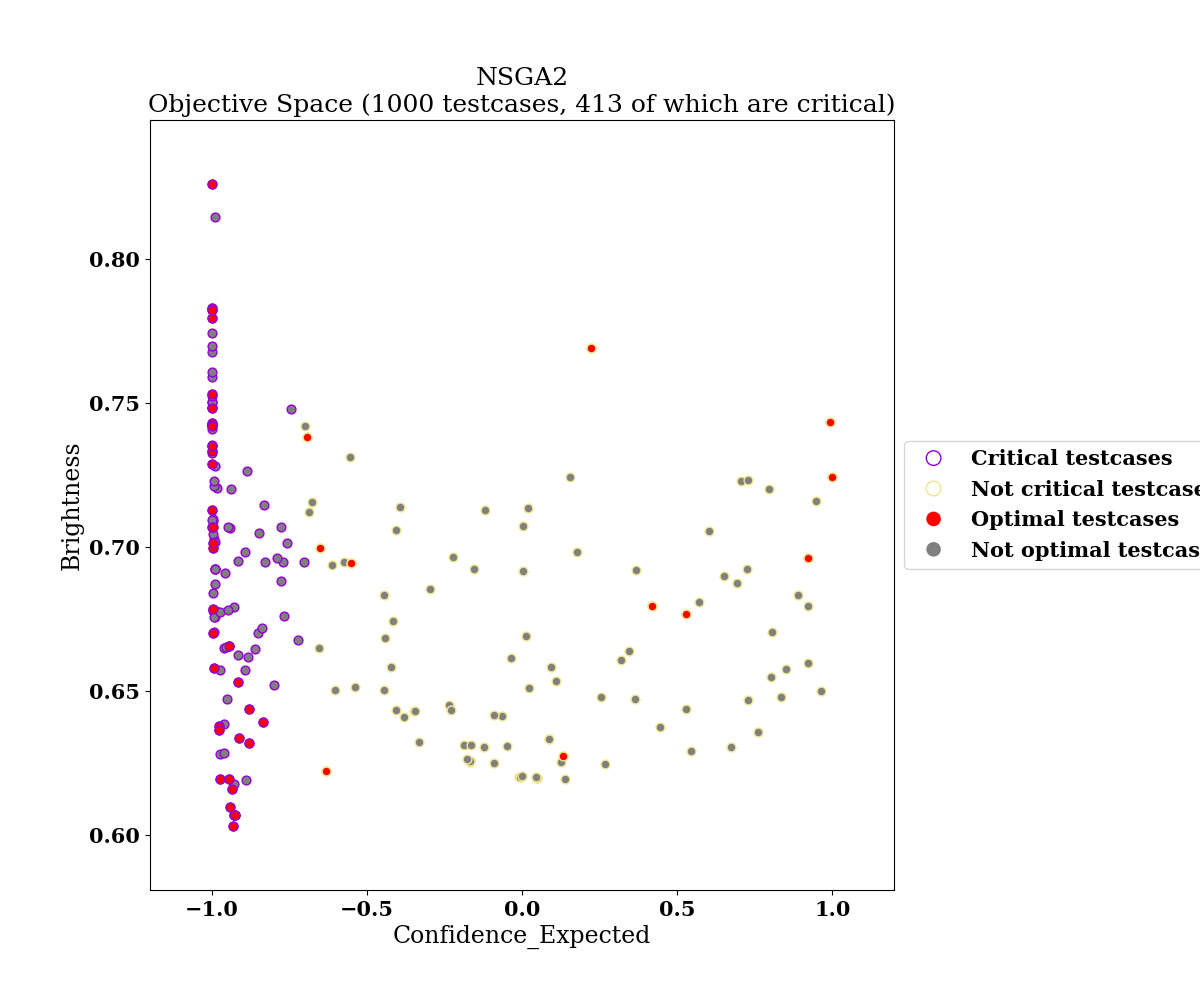 NSGA2
Objective Space (1000 testcases, 413 of which are critical)
0.80
0.75
0.70
0.65
0.60
Brightness
−1.0
−0.5
0.0
0.5
1.0
Confidence_Expected
Critical testcases
Not critical testcase
Optimal testcases
Not optimal testcas